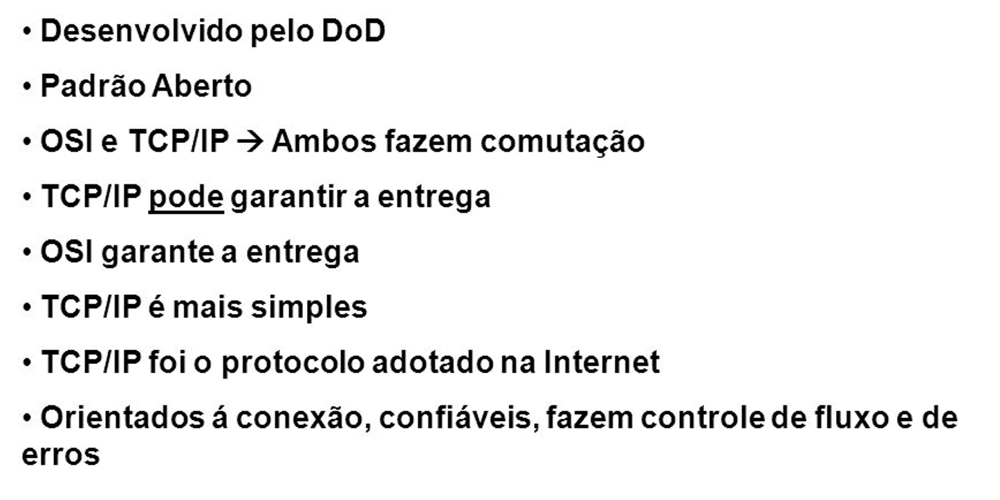 • Desenvolvido pelo DoD
• Padrão Aberto
• OSI e TCP/IP → Ambos fazem comutação
• TCP/IP pode garantir a entrega
• OSI garante a entrega
• TCP/IP é mais simples
• TCP/IP foi o protocolo adotado na Internet
• Orientados á conexão, confiáveis, fazem controle de fluxo e de
erros